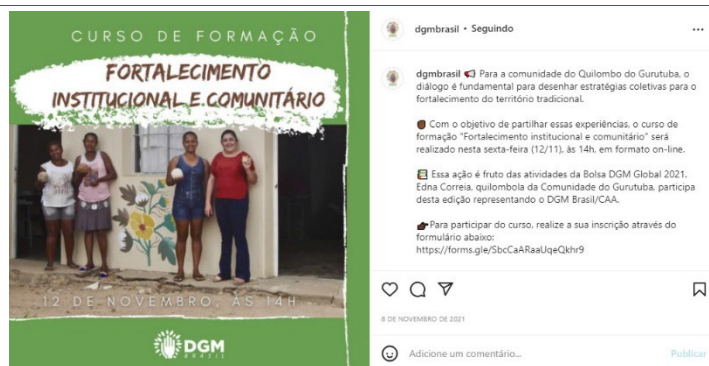 CURSO DE FORMAÇÃO
FORTALECIMENTO
INSTITUCIONAL E COMUNITÁRIO
12 DE NOVEMBRO, ÀS 14H
DGM
BRASIL
dgmbrasil • Seguindo
dgmbrasil 📢 Para a comunidade do Quilombo do Gurutuba, o
diálogo é fundamental para desenhar estratégias coletivas para o
fortalecimento do território tradicional.
✊🏿 Com o objetivo de partilhar essas experiências, o curso de
formação "Fortalecimento institucional e comunitário" será
realizado nesta sexta-feira (12/11), às 14h, em formato on-line.
📒 Essa ação é fruto das atividades da Bolsa DGM Global 2021.
Edna Correia, quilombola da Comunidade do Gurutuba, participa
desta edição representando o DGM Brasil/CAA.
👉🏿Para participar do curso, realize a sua inscrição através do
formulário abaixo:
https://forms.gle/SbcCaARaaUqeQkhr9
8 DE NOVEMBRO DE 2021
Adicione um comentário...
Publicar